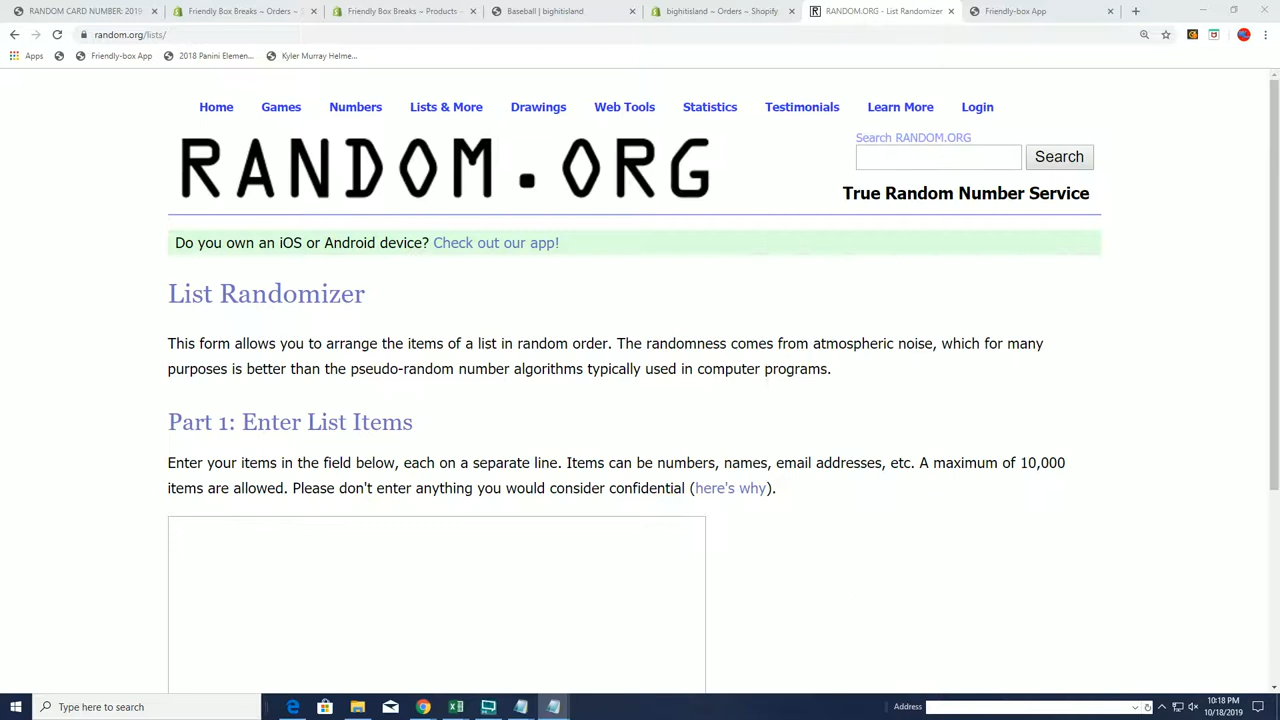 RANDOM CARD NUMBER: 2019
Friendly Box Breaks ~ Orders ~ S
Friendly Box Breaks ~ Products ~
Baseball | bighitisland
bighitisland ~ Orders ~ Shopify
RANDOM.ORG - List Randomizer
Friendly-box App
random.org/lists/
Apps
Friendly-box App
2018 Panini Elemen...
Kyler Murray Helme...
Home Games Numbers Lists & More Drawings Web Tools Statistics Testimonials Learn More Login
RANDOM.ORG
Search RANDOM.ORG
Search
True Random Number Service
Do you own an iOS or Android device? Check out our app!
List Randomizer
This form allows you to arrange the items of a list in random order. The randomness comes from atmospheric noise, which for many
purposes is better than the pseudo-random number algorithms typically used in computer programs.
Part 1: Enter List Items
Enter your items in the field below, each on a separate line. Items can be numbers, names, email addresses, etc. A maximum of 10,000
items are allowed. Please don't enter anything you would consider confidential (here's why).
Type here to search
Address
10:18 PM
10/18/2019